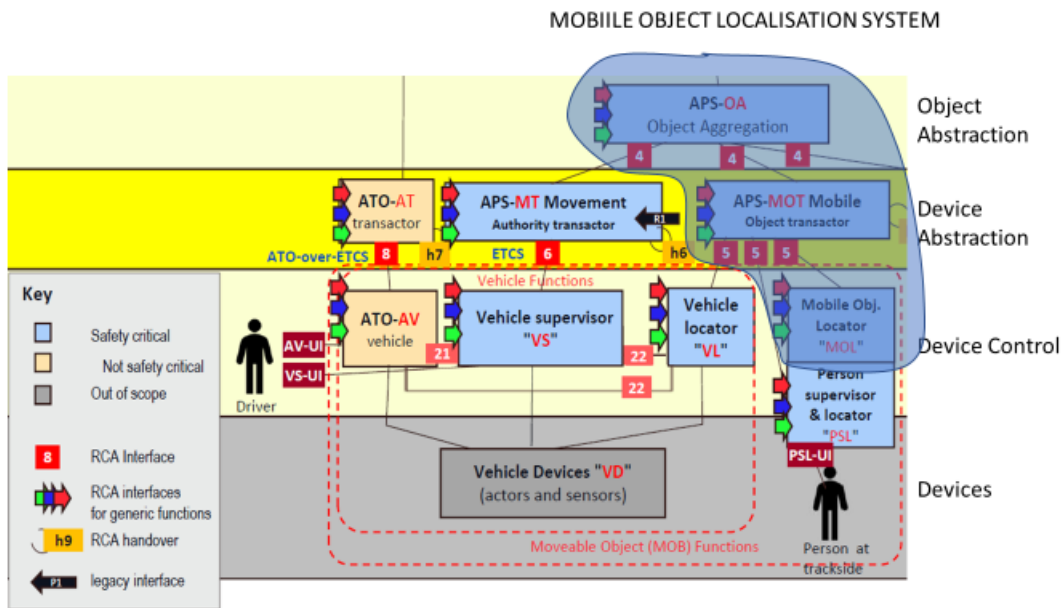 MOBIILE OBJECT LOCALISATION SYSTEM
APS-OA
Object Aggregation
Object
Abstraction
4
4
4
ATO-AT
transactor
APS-MT Movement
Authority transactor
R1
APS-MOT Mobile
Object transactor
Device
Abstraction
ATO-over-ETCS
8
h7
ETCS
6
h6
5
5
5
Vehicle Functions
ATO-AV
vehicle
Vehicle supervisor
"VS"
Vehicle
locator
"VL"
Mobile Obj.
Locator
"MOL"
Device Control
AV-UI
VS-UI
21
22
22
Driver
Person
supervisor
& locator
"PSL"
PSL-UI
Vehicle Devices "VD"
(actors and sensors)
Devices
Moveable Object (MOB) Functions
Person at
trackside
Key
Safety critical
Not safety critical
Out of scope
8
RCA Interface
RCA interfaces
for generic functions
h9
RCA handover
P1
legacy interface